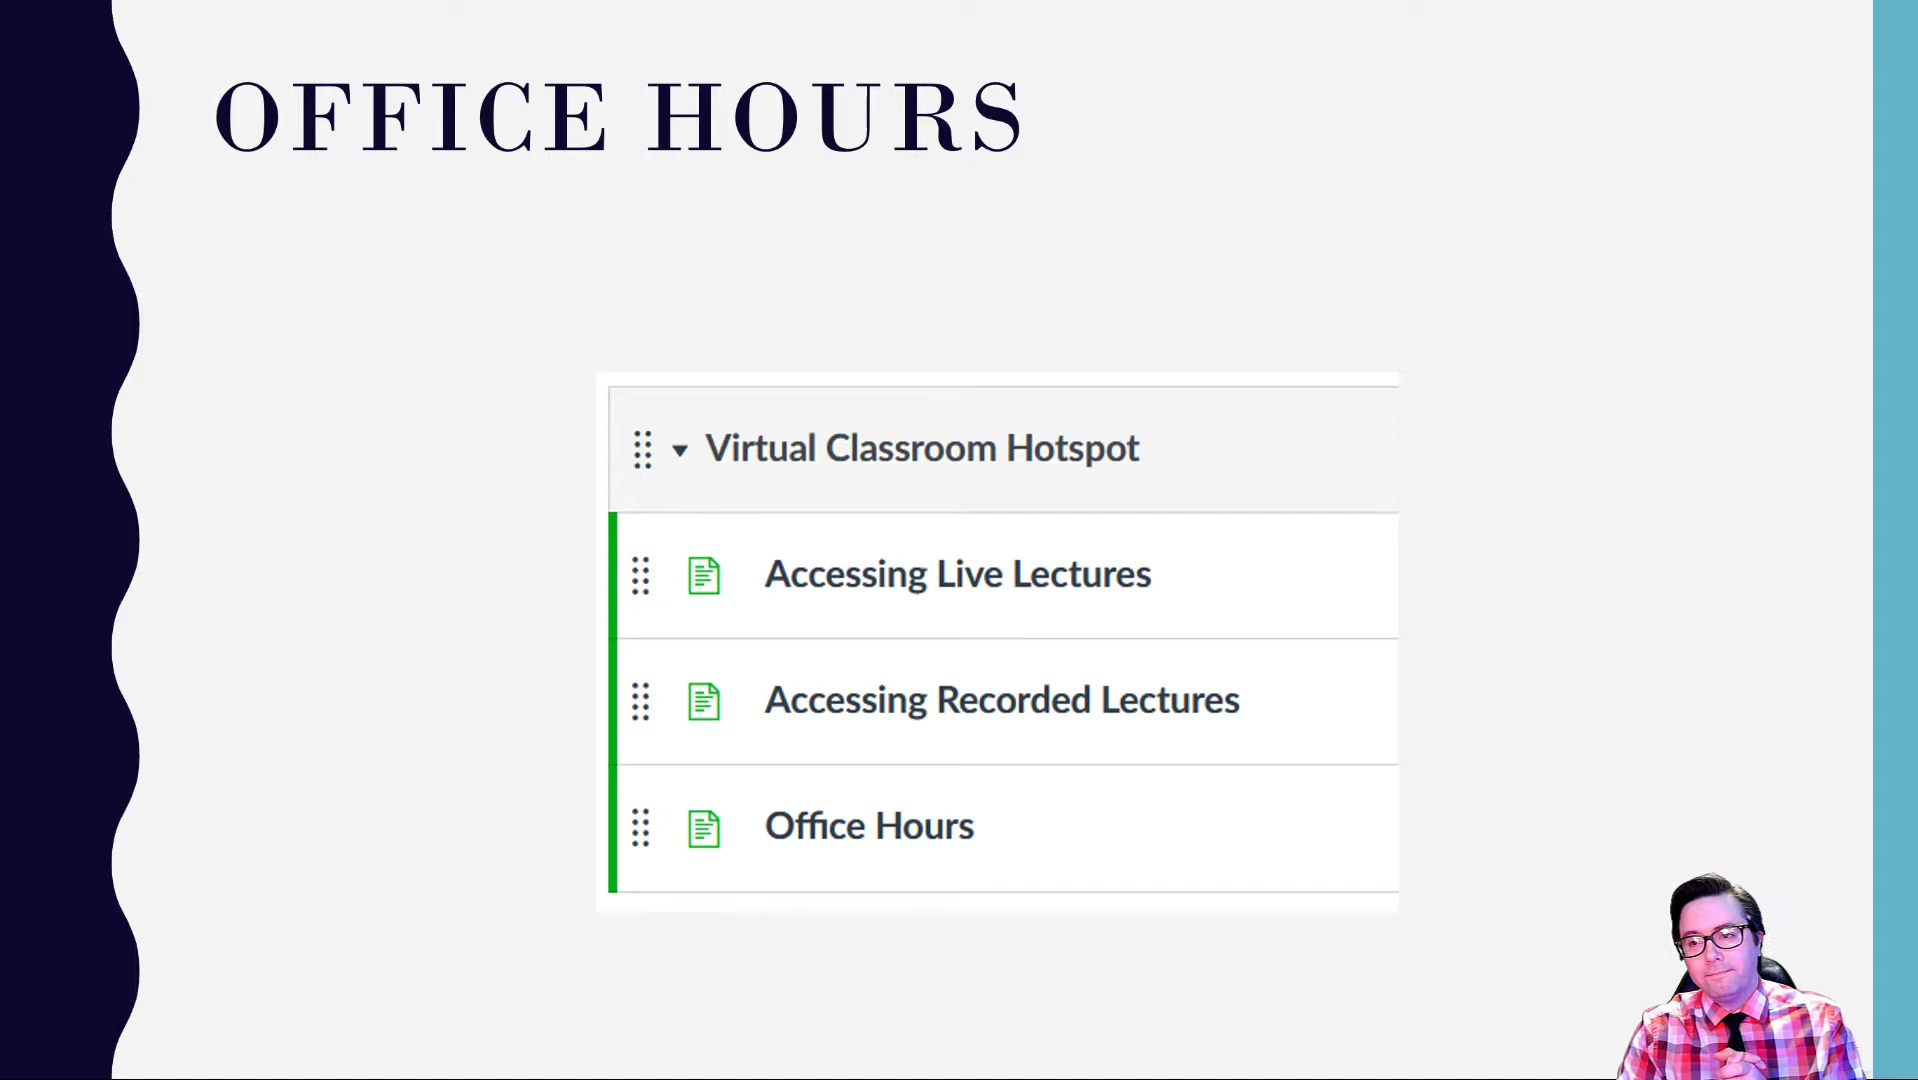 OFFICE HOURS
Virtual Classroom Hotspot
Accessing Live Lectures
Accessing Recorded Lectures
Office Hours